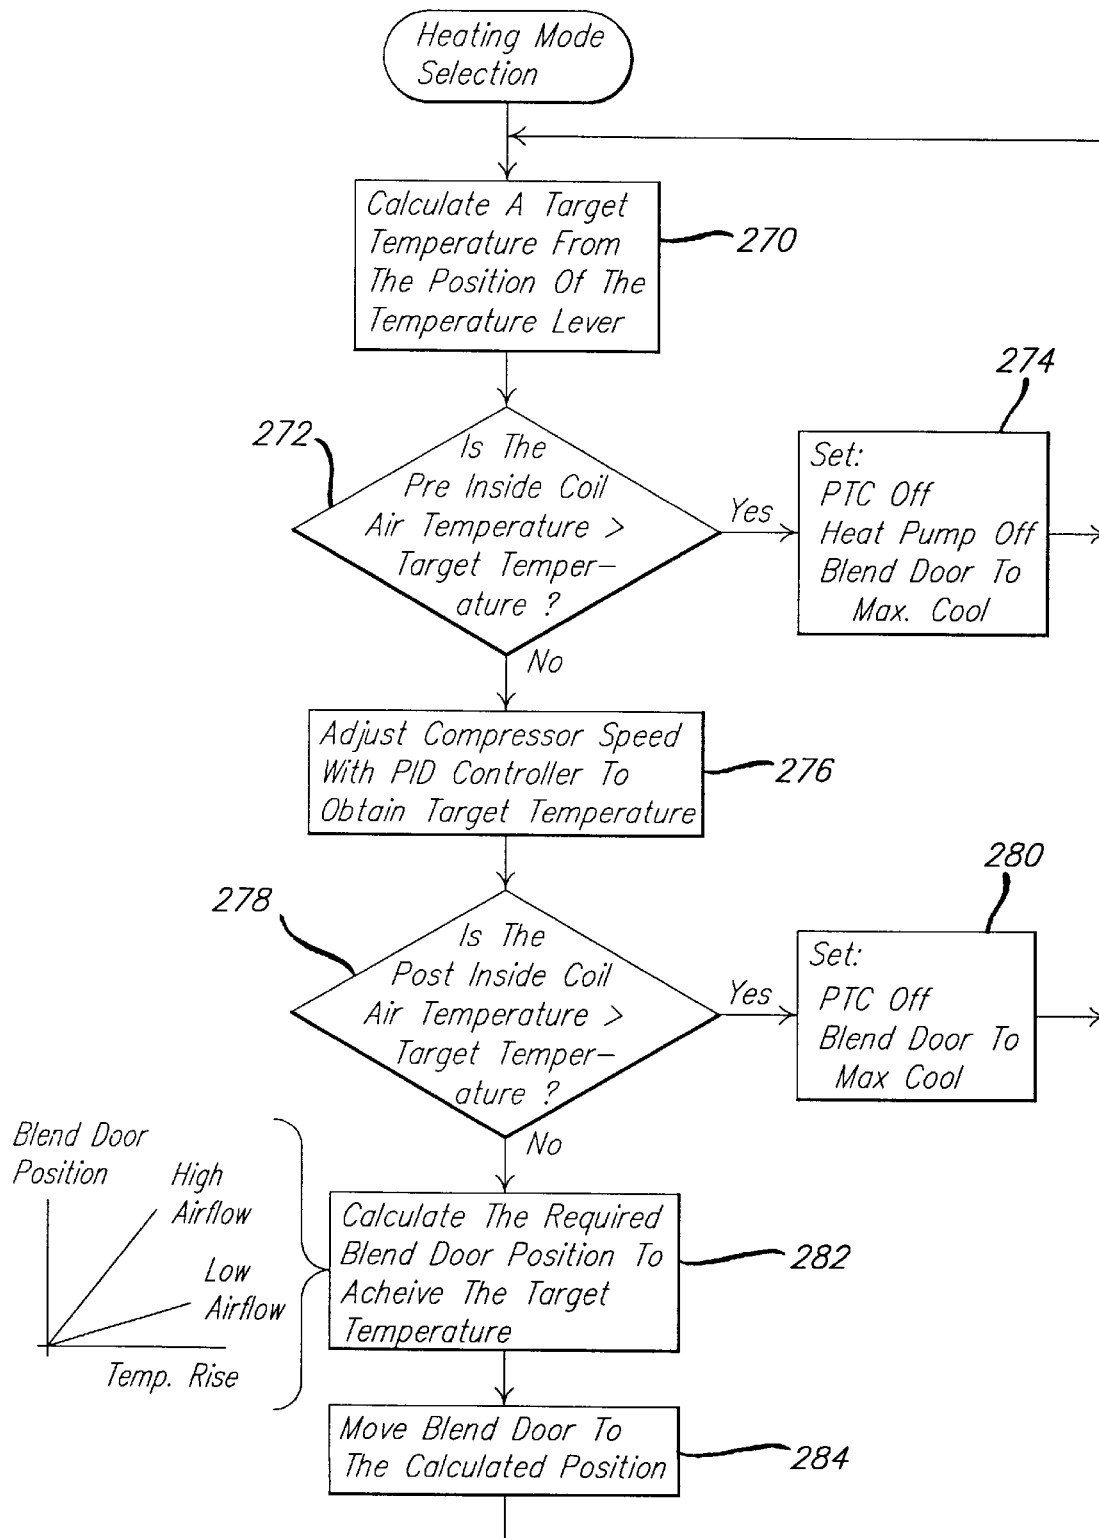 Heating Mode
Selection
Calculate A Target
Temperature From
The Position Of The
Temperature Lever
270
272
Is The
Pre Inside Coil
Air Temperature >
Target Temper-
ature ?
Yes
274
Set:
PTC Off
Heat Pump Off
Blend Door To
Max. Cool
No
Adjust Compressor Speed
With PID Controller To
Obtain Target Temperature
276
278
Is The
Post Inside Coil
Air Temperature >
Target Temper-
ature ?
Yes
280
Set:
PTC Off
Blend Door To
Max Cool
No
Blend Door
Position
High
Airflow
Low
Airflow
Temp. Rise
Calculate The Required
Blend Door Position To
Acheive The Target
Temperature
282
Move Blend Door To
The Calculated Position
284